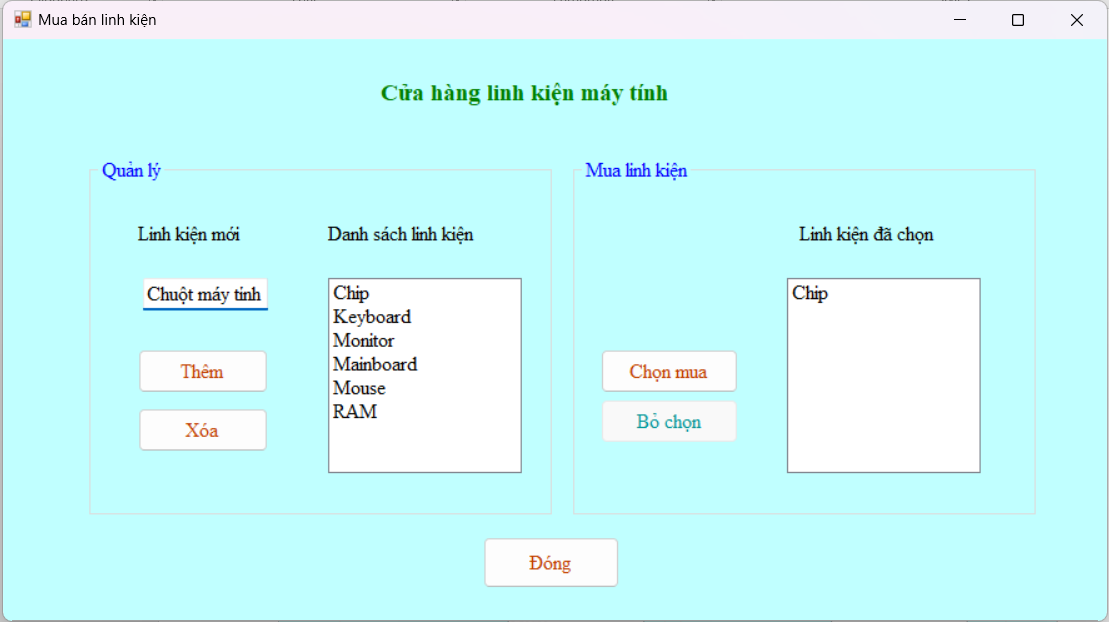 Mua bán linh kiện
Cửa hàng linh kiện máy tính
Quản lý
Linh kiện mới
Chuột máy tính
Thêm
Xóa
Danh sách linh kiện
Chip
Keyboard
Monitor
Mainboard
Mouse
RAM
Mua linh kiện
Chọn mua
Bỏ chọn
Linh kiện đã chọn
Chip
Đóng